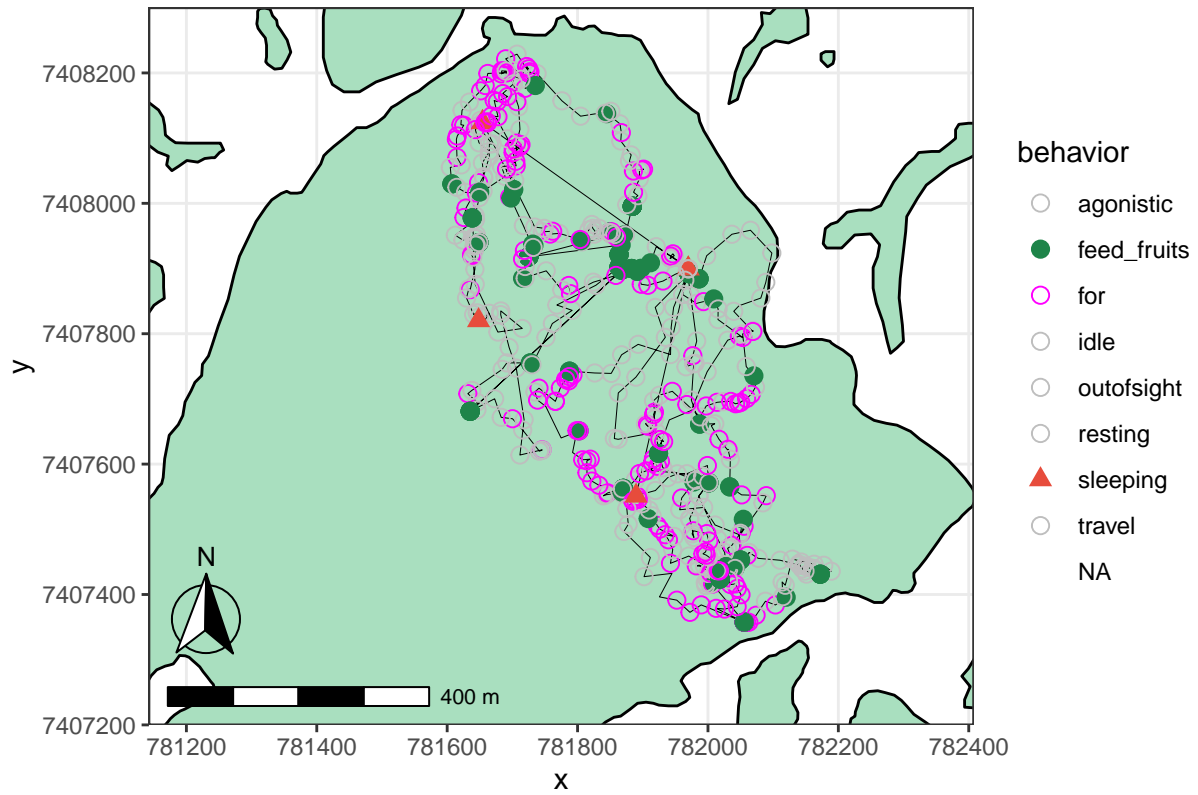 7408200
7408000
7407800
7407600
7407400
7407200
y
N
400 m
781200 781400 781600 781800 782000 782200 782400
x
behavior
agonistic
feed_fruits
for
idle
outofsight
resting
sleeping
travel
NA